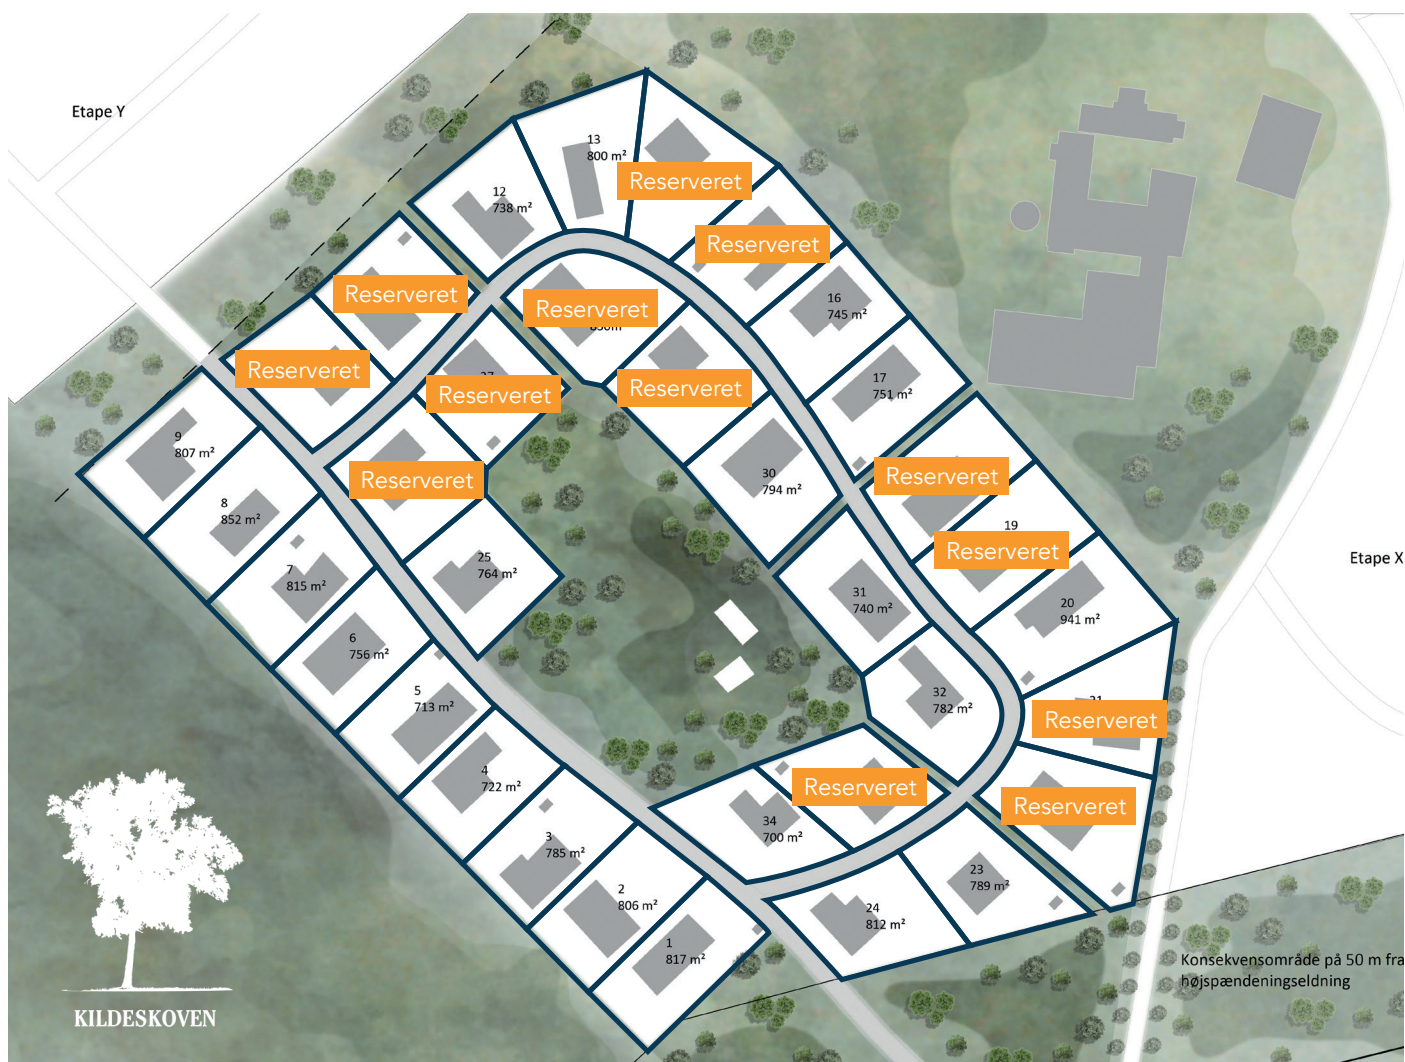 Etape Y
13
800 m²
Reserveret
12
738 m²
Reserveret
Reserveret
Reserveret
16
745 m²
Reserveret
17
751 m²
Reserveret
Reserveret
9
807 m²
30
794 m²
Reserveret
Reserveret
8
852 m²
19
Reserveret
Etape X
25
764 m²
7
815 m²
31
740 m²
20
941 m²
6
756 m²
5
713 m²
32
782 m²
Reserveret
4
722 m²
Reserveret
Reserveret
34
700 m²
3
785 m²
23
789 m²
2
806 m²
24
812 m²
1
817 m²
Konsekvensområde på 50 m fra
højspændeningseldning
KILDESKOVEN